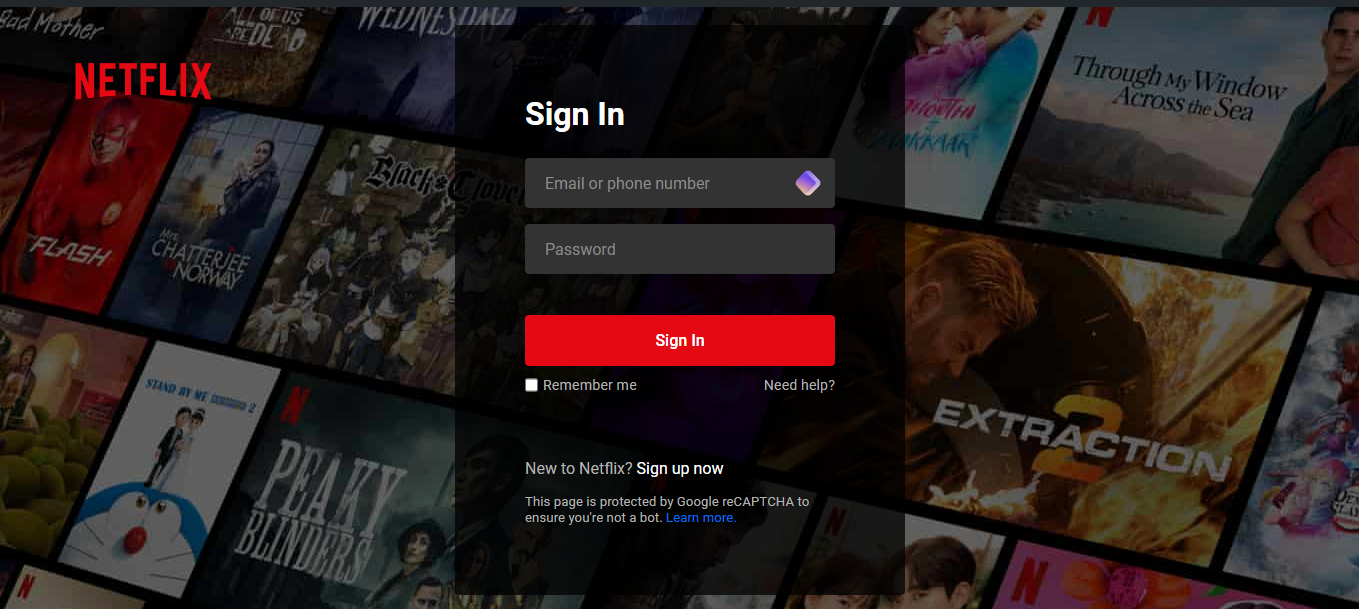 Bad Mother
ALL OF US
ARE DEAD
WEDNESDAY
NETFLIX
Sign In
N
Through My Window
Across the Sea
Email or phone number
Black Clover
Password
FLASH
Mrs.
CHATTERJEE
NORWAY
Sign In
Remember me
Need help?
STAND BY ME
2
N
PEAKY
BLINDERS
EXTRACTION
2
New to Netflix? Sign up now
This page is protected by Google reCAPTCHA to
ensure you're not a bot. Learn more.
N
N
N